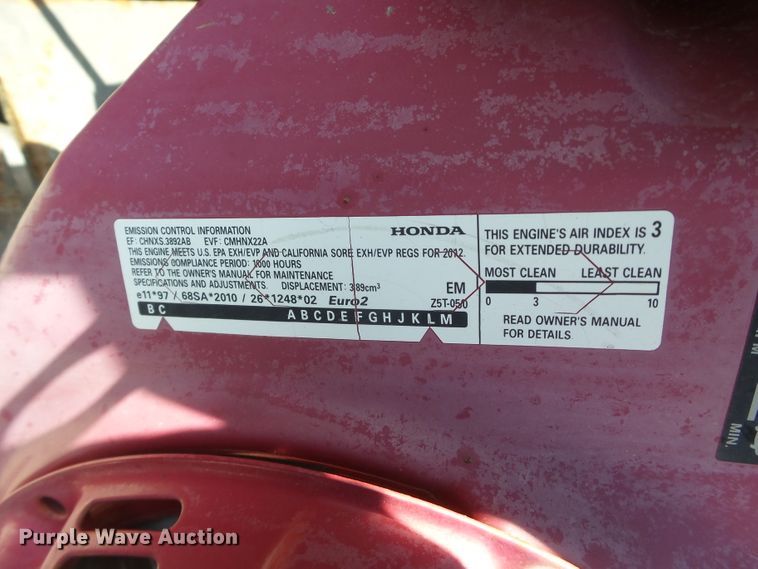 EMISSION CONTROL INFORMATION HONDA
EF: CHNXS.3892AB EVF: CMHNX22A
THIS ENGINE MEETS U.S. EPA EXH/EVP AND CALIFORNIA SORE EXH/EVP REGS FOR 2012.
EMISSIONS COMPLIANCE PERIOD: 1000 HOURS
REFER TO THE OWNER'S MANUAL FOR MAINTENANCE
SPECIFICATIONS AND ADJUSTMENTS. DISPLACEMENT: 389cm³ EM
e11*97 / 68SA*2010 / 26*1248*02 Euro2 Z5T-050
B C A B C D E F G H J K L M
THIS ENGINE'S AIR INDEX IS 3
FOR EXTENDED DURABILITY.
MOST CLEAN LEAST CLEAN
0 3 10
READ OWNER'S MANUAL
FOR DETAILS
MIN.
Purple Wave Auction